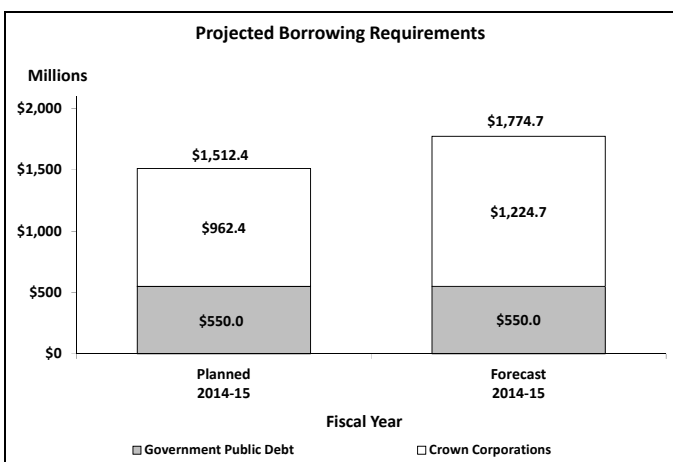 Projected Borrowing Requirements
Millions
$2,000
$1,500
$1,000
$500
$0
$1,512.4
$962.4
$550.0
$1,774.7
$1,224.7
$550.0
Planned
2014-15
Forecast
2014-15
Fiscal Year
Government Public Debt
Crown Corporations